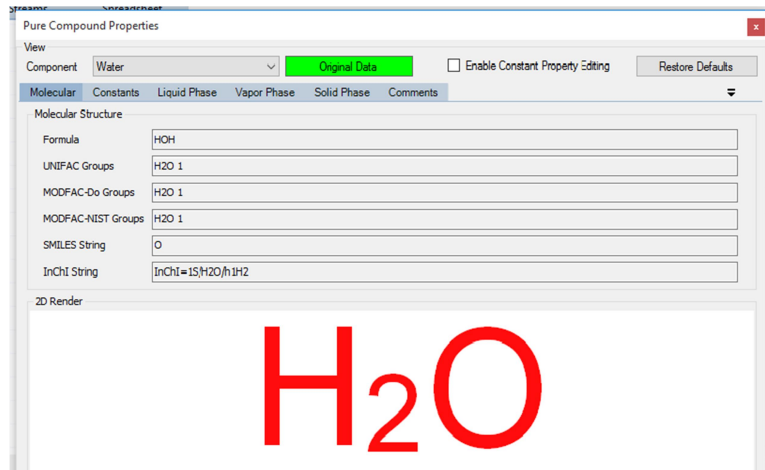 Streams Spreadsheet
Pure Compound Properties
x
View
Component Water Original Data Enable Constant Property Editing Restore Defaults
Molecular Constants Liquid Phase Vapor Phase Solid Phase Comments
Molecular Structure
Formula HOH
UNIFAC Groups H2O 1
MODFAC-Do Groups H2O 1
MODFAC-NIST Groups H2O 1
SMILES String O
InChI String InChI=1S/H2O/h1H2
2D Render
H2O